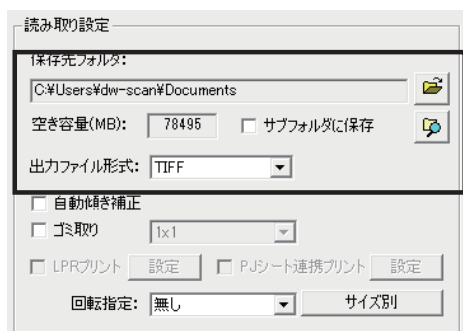 読み取り設定
保存先フォルダ:
C:¥Users¥dw-scan¥Documents
空き容量(MB): 78495 サブフォルダに保存
出力ファイル形式: TIFF
自動傾き補正
ゴミ取り 1x1
LPRプリント 設定 PJシート連携プリント 設定
回転指定: 無し サイズ別